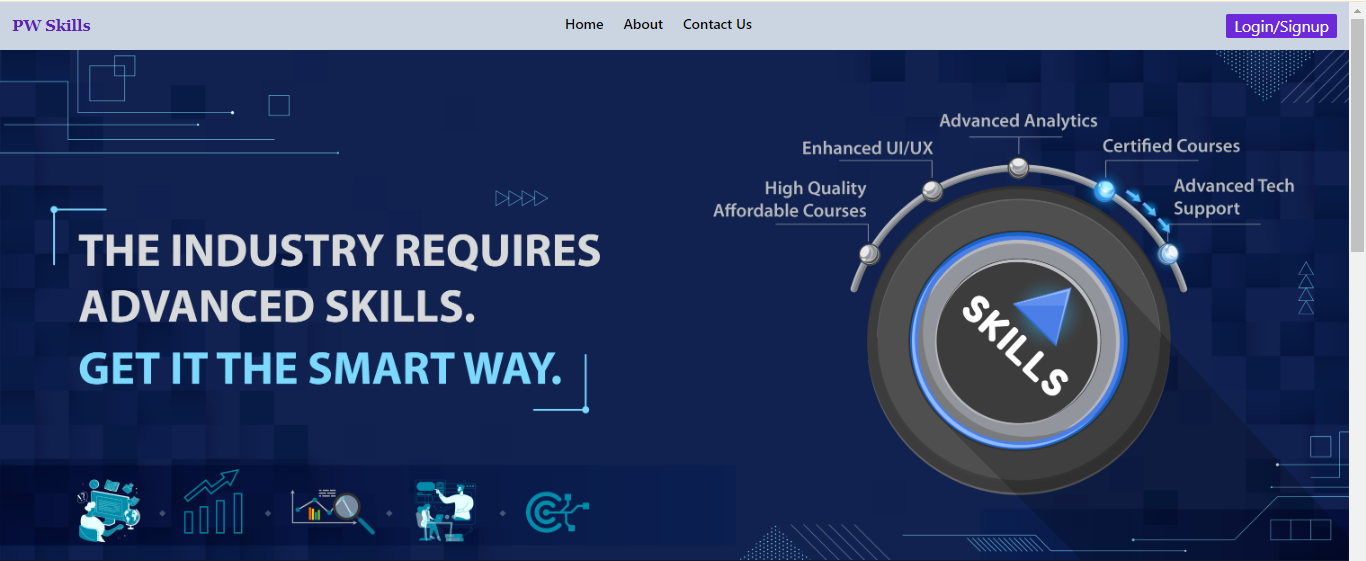 PW Skills
Home About Contact Us
Login/Signup
THE INDUSTRY REQUIRES
ADVANCED SKILLS.
GET IT THE SMART WAY.
High Quality
Affordable Courses
Enhanced UI/UX
Advanced Analytics
Certified Courses
Advanced Tech
Support
SKILLS